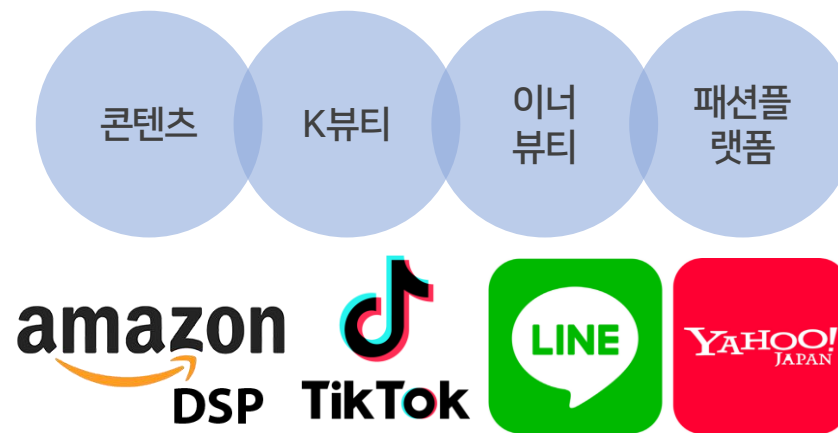 콘텐츠
K뷰티
이너
뷰티
패션플
랫폼
amazon
DSP
TikTok
LINE
YAHOO!
JAPAN